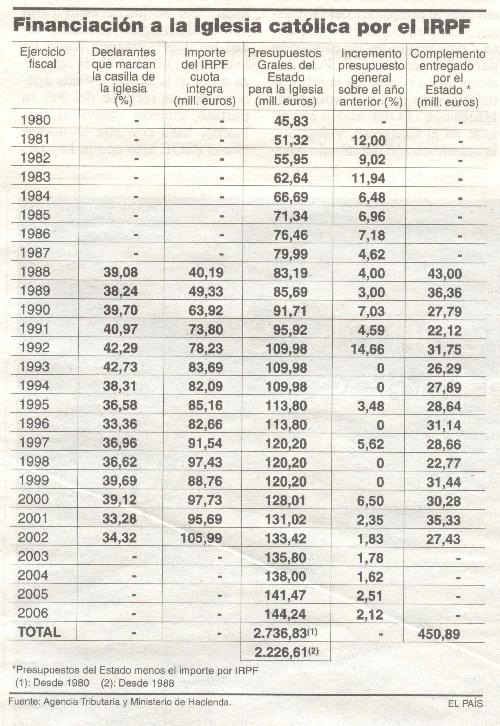 Financiación a la Iglesia católica por el IRPF
Ejercicio Declarantes Importe Presupuestos Incremento Complemento
fiscal que marcan del IRPF Grales. del presupuesto entregado
la casilla de cuota Estado general por el
la iglesia integra para la Iglesia sobre el año Estado *
(%) (mill. euros) (mill. euros) anterior (%) (mill. euros)
1980 - - 45,83 - -
1981 - - 51,32 12,00 -
1982 - - 55,95 9,02 -
1983 - - 62,64 11,94 -
1984 - - 66,69 6,48 -
1985 - - 71,34 6,96 -
1986 - - 76,46 7,18 -
1987 - - 79,99 4,62 -
1988 39,08 40,19 83,19 4,00 43,00
1989 38,24 49,33 85,69 3,00 36,36
1990 39,70 63,92 91,71 7,03 27,79
1991 40,97 73,80 95,92 4,59 22,12
1992 42,29 78,23 109,98 14,66 31,75
1993 42,73 83,69 109,98 0 26,29
1994 38,31 82,09 109,98 0 27,89
1995 36,58 85,16 113,80 3,48 28,64
1996 33,36 82,66 113,80 0 31,14
1997 36,96 91,54 120,20 5,62 28,66
1998 36,62 97,43 120,20 0 22,77
1999 39,69 88,76 120,20 0 31,44
2000 39,12 97,73 128,01 6,50 30,28
2001 33,28 95,69 131,02 2,35 35,33
2002 34,32 105,99 133,42 1,83 27,43
2003 - - 135,80 1,78 -
2004 - - 138,00 1,62 -
2005 - - 141,47 2,51 -
2006 - - 144,24 2,12 -
TOTAL - - 2.736,83(1) - 450,89
2.226,61(2)
*Presupuestos del Estado menos el importe por IRPF
(1): Desde 1980 (2): Desde 1988
Fuente: Agencia Tributaria y Ministerio de Hacienda. EL PAÍS